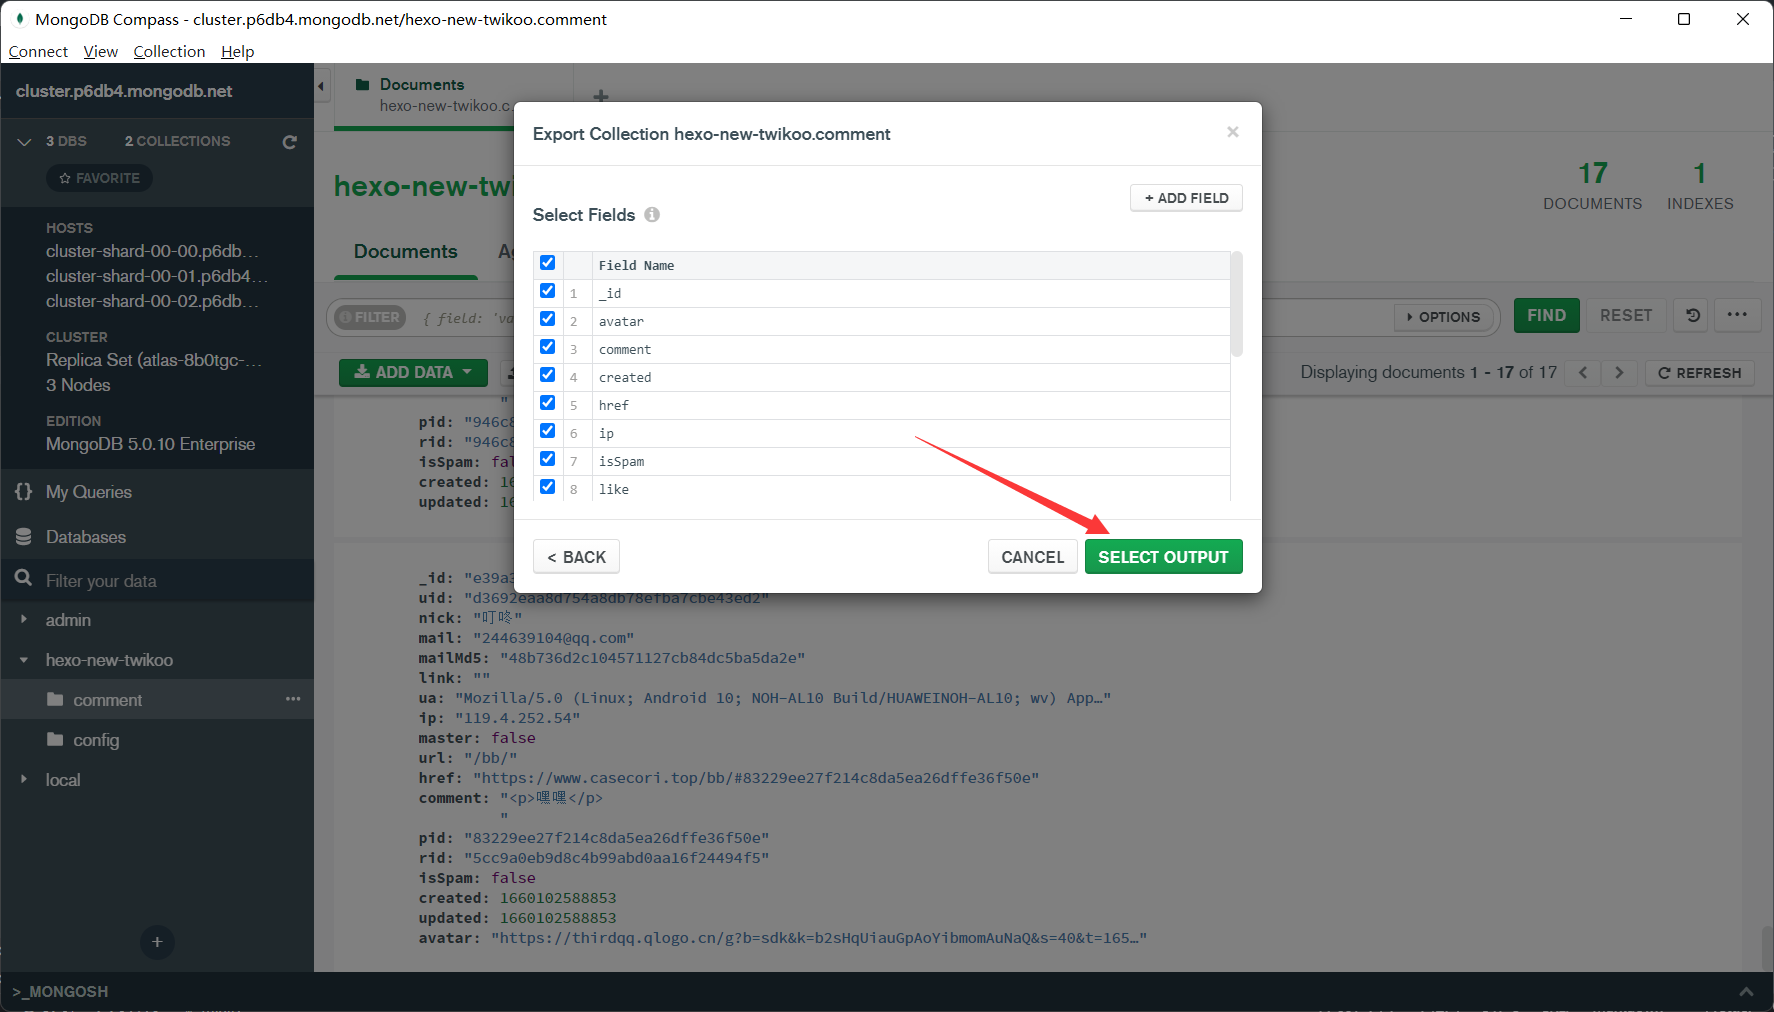 MongoDB Compass - cluster.p6db4.mongodb.net/hexo-new-twikoo.comment
Connect View Collection Help
cluster.p6db4.mongodb.net
3 DBS 2 COLLECTIONS
FAVORITE
HOSTS
cluster-shard-00-00.p6db...
cluster-shard-00-01.p6db4...
cluster-shard-00-02.p6db...
CLUSTER
Replica Set (atlas-8b0tgc-...
3 Nodes
EDITION
MongoDB 5.0.10 Enterprise
{} My Queries
Databases
Filter your data
admin
hexo-new-twikoo
comment ...
config
local
+
>_MONGOSH
Documents
hexo-new-twikoo.c
+
hexo-new-twi
17
DOCUMENTS
1
INDEXES
Documents
FILTER { field: 'va
OPTIONS
FIND
RESET
...
ADD DATA
Displaying documents 1 - 17 of 17 < >
REFRESH
Export Collection hexo-new-twikoo.comment ×
Select Fields
+ ADD FIELD
Field Name
1 _id
2 avatar
3 comment
4 created
5 href
6 ip
7 isSpam
8 like
< BACK
CANCEL
SELECT OUTPUT
"
pid: "946c8
rid: "946c8
isSpam: fal
created: 16
updated: 16
_id: "e39a3
uid: "d3692eaa8d754a8db78efba7cbe43ed2"
nick: "叮咚"
mail: "244639104@qq.com"
mailMd5: "48b736d2c104571127cb84dc5ba5da2e"
link: ""
ua: "Mozilla/5.0 (Linux; Android 10; NOH-AL10 Build/HUAWEINOH-AL10; wv) App…"
ip: "119.4.252.54"
master: false
url: "/bb/"
href: "https://www.casecori.top/bb/#83229ee27f214c8da5ea26dffe36f50e"
comment: "<p>嘿嘿</p>
"
pid: "83229ee27f214c8da5ea26dffe36f50e"
rid: "5cc9a0eb9d8c4b99abd0aa16f24494f5"
isSpam: false
created: 1660102588853
updated: 1660102588853
avatar: "https://thirdqq.qlogo.cn/g?b=sdk&k=b2sHqUiauGpAoYibmomAuNaQ&s=40&t=165…"